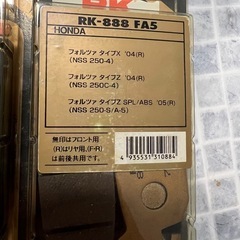 RK
RK-888 FA5
HONDA
フォルツァ タイプX '04(R)
(NSS 250-4)
フォルツァ タイプZ '04(R)
(NSS 250C-4)
フォルツァ タイプZ SPL/ABS '05(R)
(NSS 250-S/A-5)
無印はフロント用
(R)はリヤ用,(F・R)
は前後共用です。
4 935531 310884